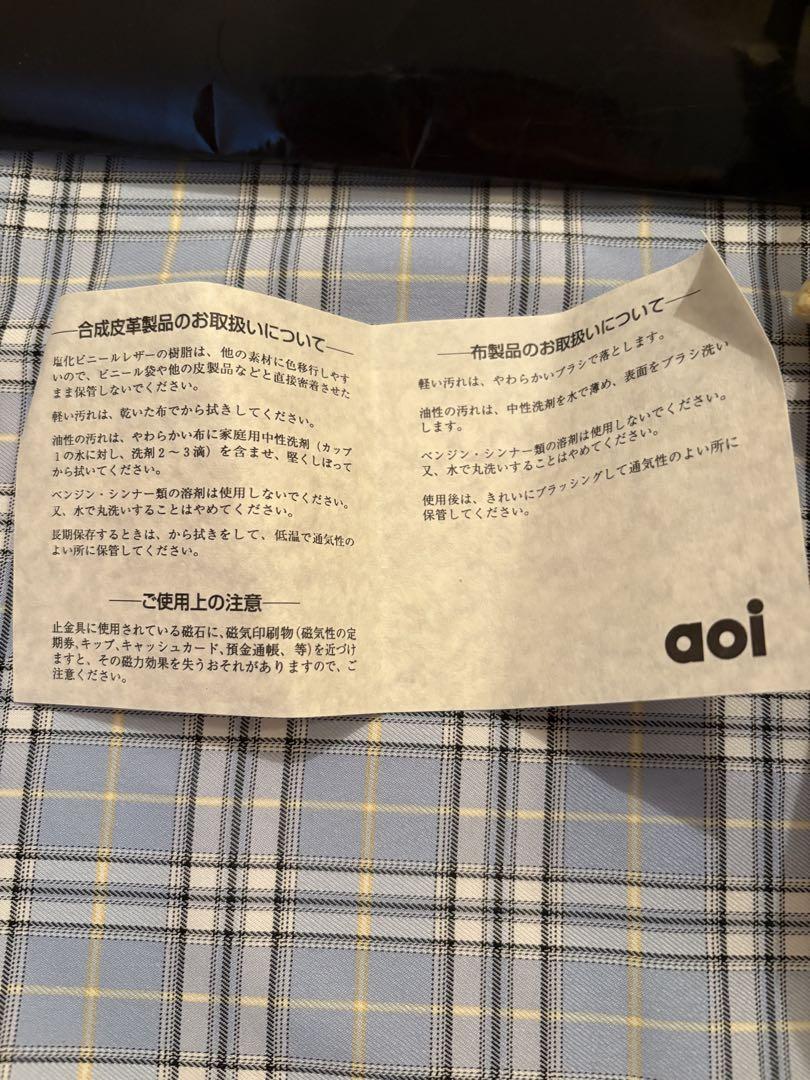 合成皮革製品のお取扱いについて
塩化ビニールレザーの樹脂は、他の素材に色移行しやす
いので、ビニール袋や他の皮製品などと直接密着させた
まま保管しないでください。
軽い汚れは、乾いた布でから拭きしてください。
油性の汚れは、やわらかい布に家庭用中性洗剤(カップ
1の水に対し、洗剤2〜3滴)を含ませ、堅くしぼって
から拭いてください。
ベンジン・シンナー類の溶剤は使用しないでください。
又、水で丸洗いすることはやめてください。
長期保存するときは、から拭きをして、低温で通気性の
よい所に保管してください。
ご使用上の注意
止金具に使用されている磁石に、磁気印刷物(磁気性の定
期券、キップ、キャッシュカード、預金通帳、等)を近づけ
ますと、その磁力効果を失うおそれがありますので、ご
注意ください。
布製品のお取扱いについて
軽い汚れは、やわらかいブラシで落とします。
油性の汚れは、中性洗剤を水で薄め、表面をブラシ洗い
します。
ベンジン・シンナー類の溶剤は使用しないでください。
又、水で丸洗いすることはやめてください。
使用後は、きれいにブラッシングして通気性のよい所に
保管してください。
aoi